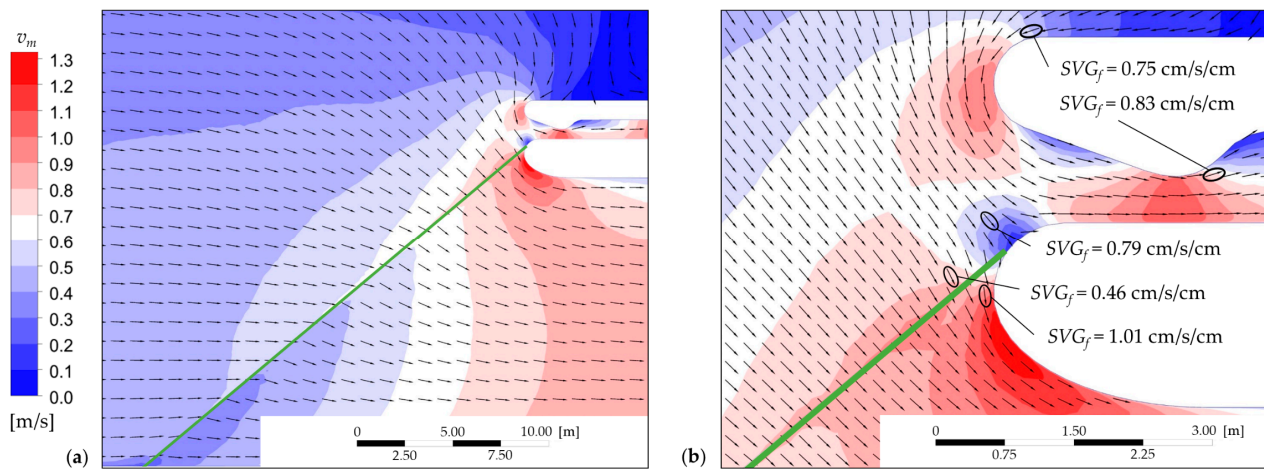 v_m
1.3
1.2
1.1
1.0
0.9
0.8
0.7
0.6
0.5
0.4
0.3
0.2
0.1
0.0
[m/s]
(a)
0 5.00 10.00 [m]
2.50 7.50
(b)
SVG_f = 0.75 cm/s/cm
SVG_f = 0.83 cm/s/cm
SVG_f = 0.79 cm/s/cm
SVG_f = 0.46 cm/s/cm
SVG_f = 1.01 cm/s/cm
0 1.50 3.00 [m]
0.75 2.25